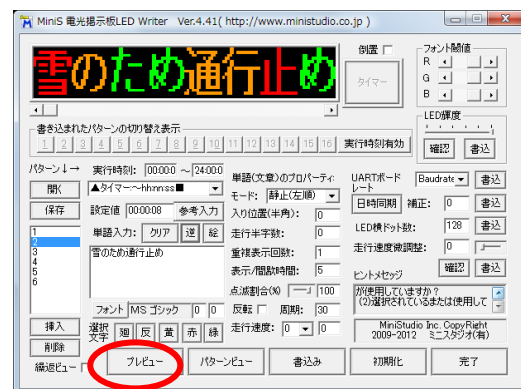 MiniS 電光掲示板LED Writer Ver.4.41( http://www.ministudio.co.jp )
雪のため通行止め
倒置
タイマー
フォント閾値
R
G
B
LED輝度
確認 書込
書き込まれたパターンの切り替え表示
1 2 3 4 5 6 7 8 9 10 11 12 13 14 15 16 実行時刻有効
パターン↓→ 実行時刻: 00:00:0 ~ 24:00:0
開く ▲タイマー:~hh:nn:ss■
保存 設定値 00:00:08 参考入力
単語入力: クリア 逆 絵
1
2
3
4
5
6
雪のため通行止め
フォント MS ゴシック 0 0
挿入 選択文字 廻 反 黄 赤 緑
削除
繰返ビュー
単語(文章)のプロパティ:
モード: 静止(左順)
入り位置(半角): 0
走行半字数: 0
重複表示回数: 1
表示/間歇時間: 5
点滅割合(%) 100
反転 周期: 30
走行速度: 0 0
UARTボードレート Baudrate 書込
日時同期 補正: 0 書込
LED横ドット数: 128 書込
走行速度微調整: 0
ヒントメセッジ 確認 書込
が使用していますか?
(2)選択されているまたは使用して
MiniStudio Inc. CopyRight
2009-2012 ミニスタジオ(有)
プレビュー パターンビュー 書込み 初期化 完了